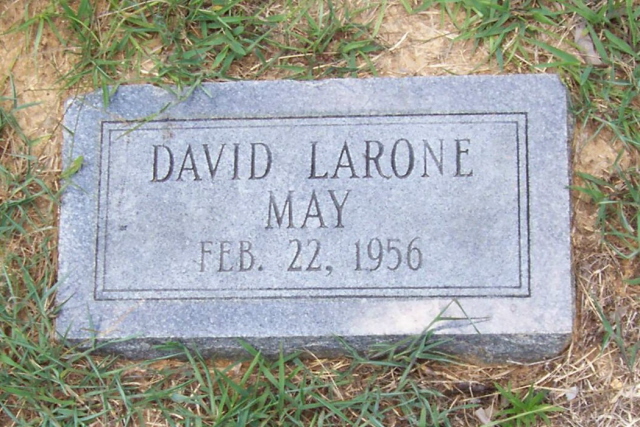 DAVID LARONE
MAY
FEB. 22, 1956